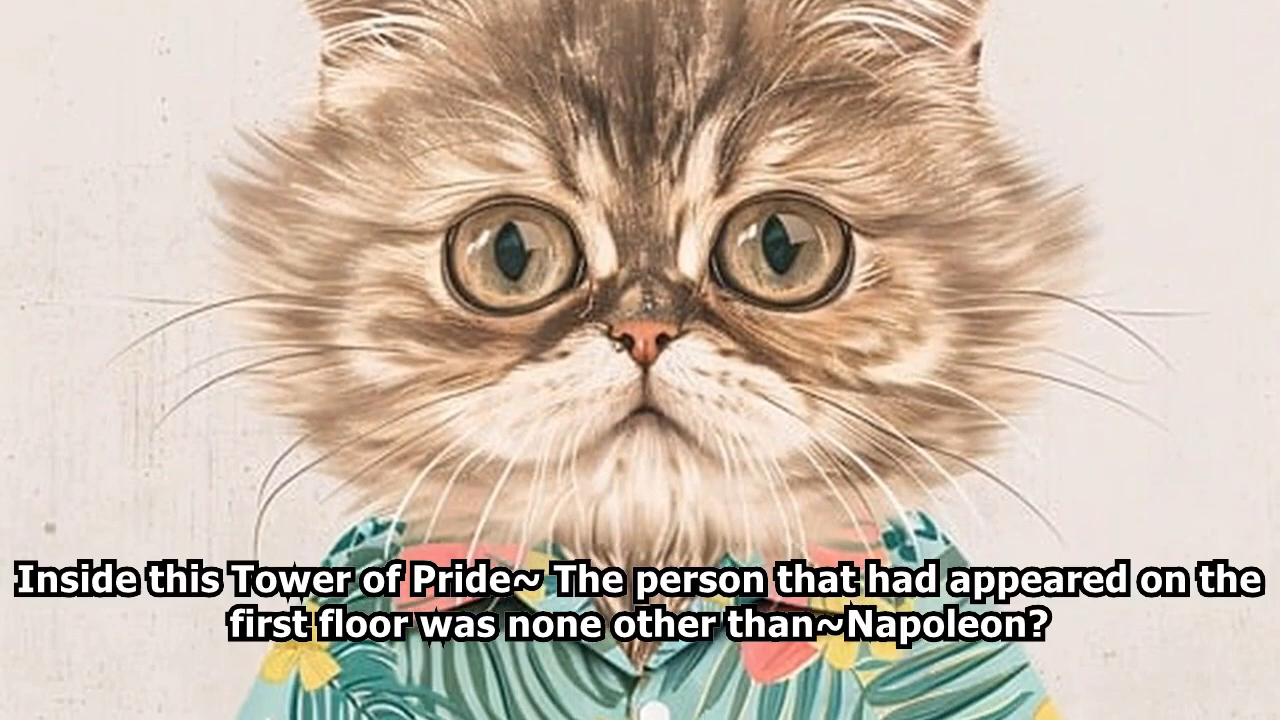 Inside this Tower of Pride~ The person that had appeared on the
first floor was none other than~Napoleon?